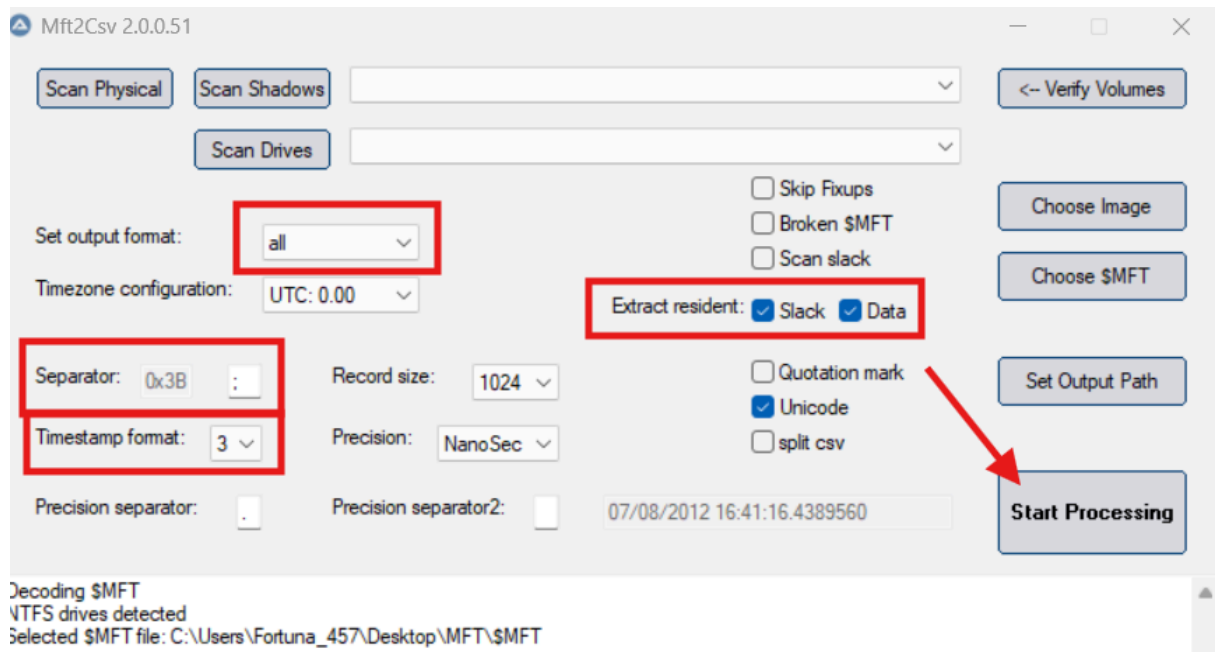 Mft2Csv 2.0.0.51
Scan Physical Scan Shadows <-- Verify Volumes
Scan Drives
Skip Fixups
Broken $MFT
Scan slack
Choose Image
Choose $MFT
Set output format: all
Timezone configuration: UTC: 0.00
Extract resident: Slack Data
Separator: 0x3B ;
Record size: 1024
Quotation mark
Unicode
split csv
Set Output Path
Timestamp format: 3
Precision: NanoSec
Precision separator: .
Precision separator2:
07/08/2012 16:41:16.4389560
Start Processing
Decoding $MFT
NTFS drives detected
Selected $MFT file: C:\Users\Fortuna_457\Desktop\MFT\$MFT